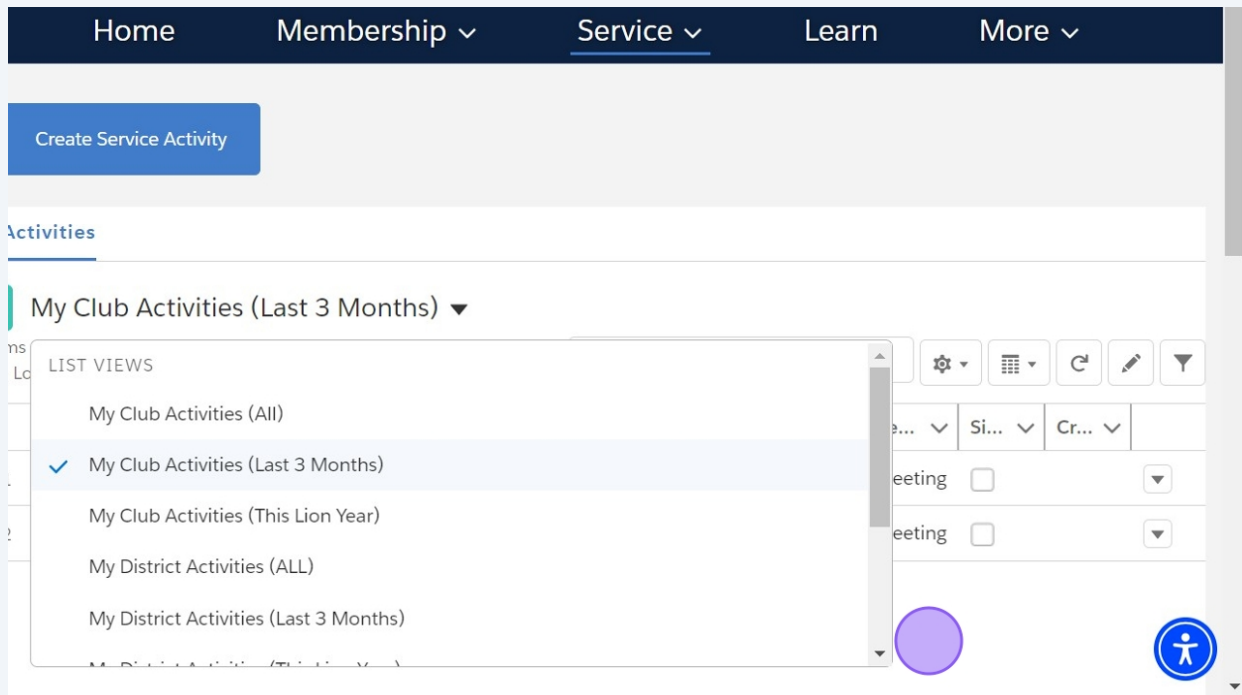 Home Membership Service Learn More
Create Service Activity
Activities
My Club Activities (Last 3 Months)
LIST VIEWS
My Club Activities (All)
Si... Cr...
My Club Activities (Last 3 Months)
eeting
My Club Activities (This Lion Year)
eeting
My District Activities (ALL)
My District Activities (Last 3 Months)